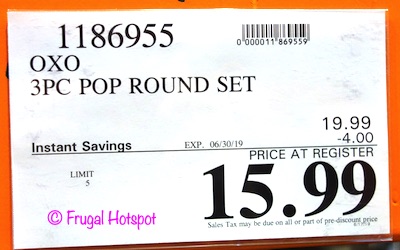 1186955
0000011"869559"
OXO
3PC POP ROUND SET
19.99
Instant Savings EXP. 06/30/19 -4.00
PRICE AT REGISTER
LIMIT
5
15.99
© Frugal Hotspot
Sales Tax may be due on all or part of pre-discount price